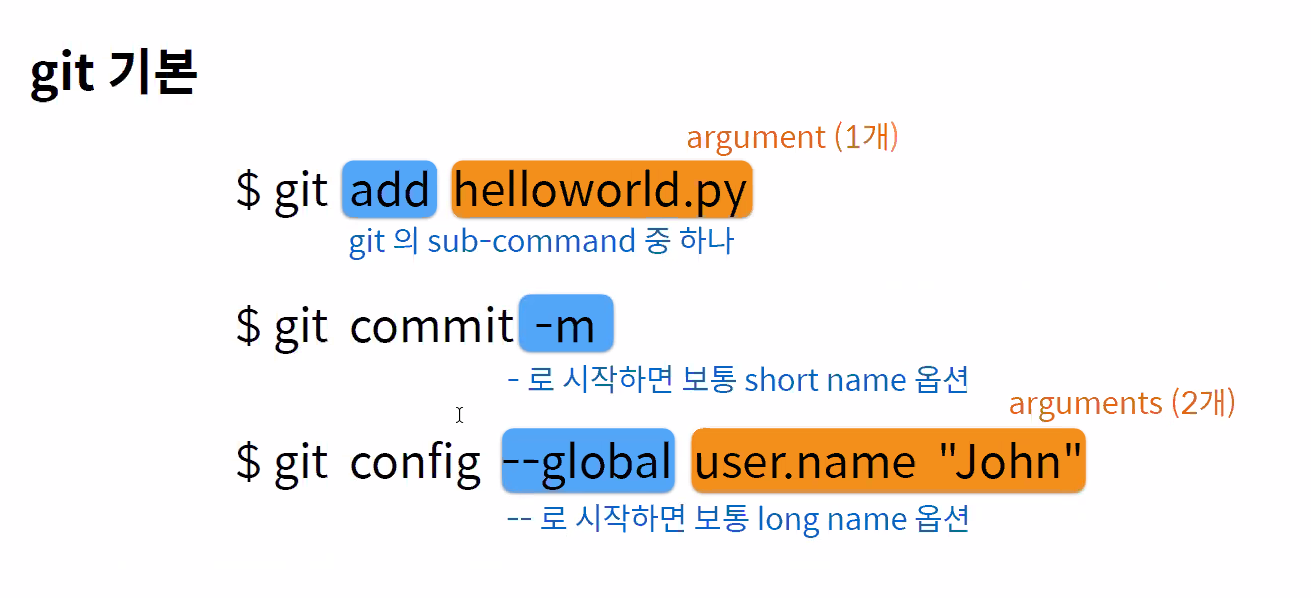 git 기본
argument (1개)
$ git add helloworld.py
git 의 sub-command 중 하나
$ git commit -m
- 로 시작하면 보통 short name 옵션
arguments (2개)
$ git config --global user.name "John"
-- 로 시작하면 보통 long name 옵션